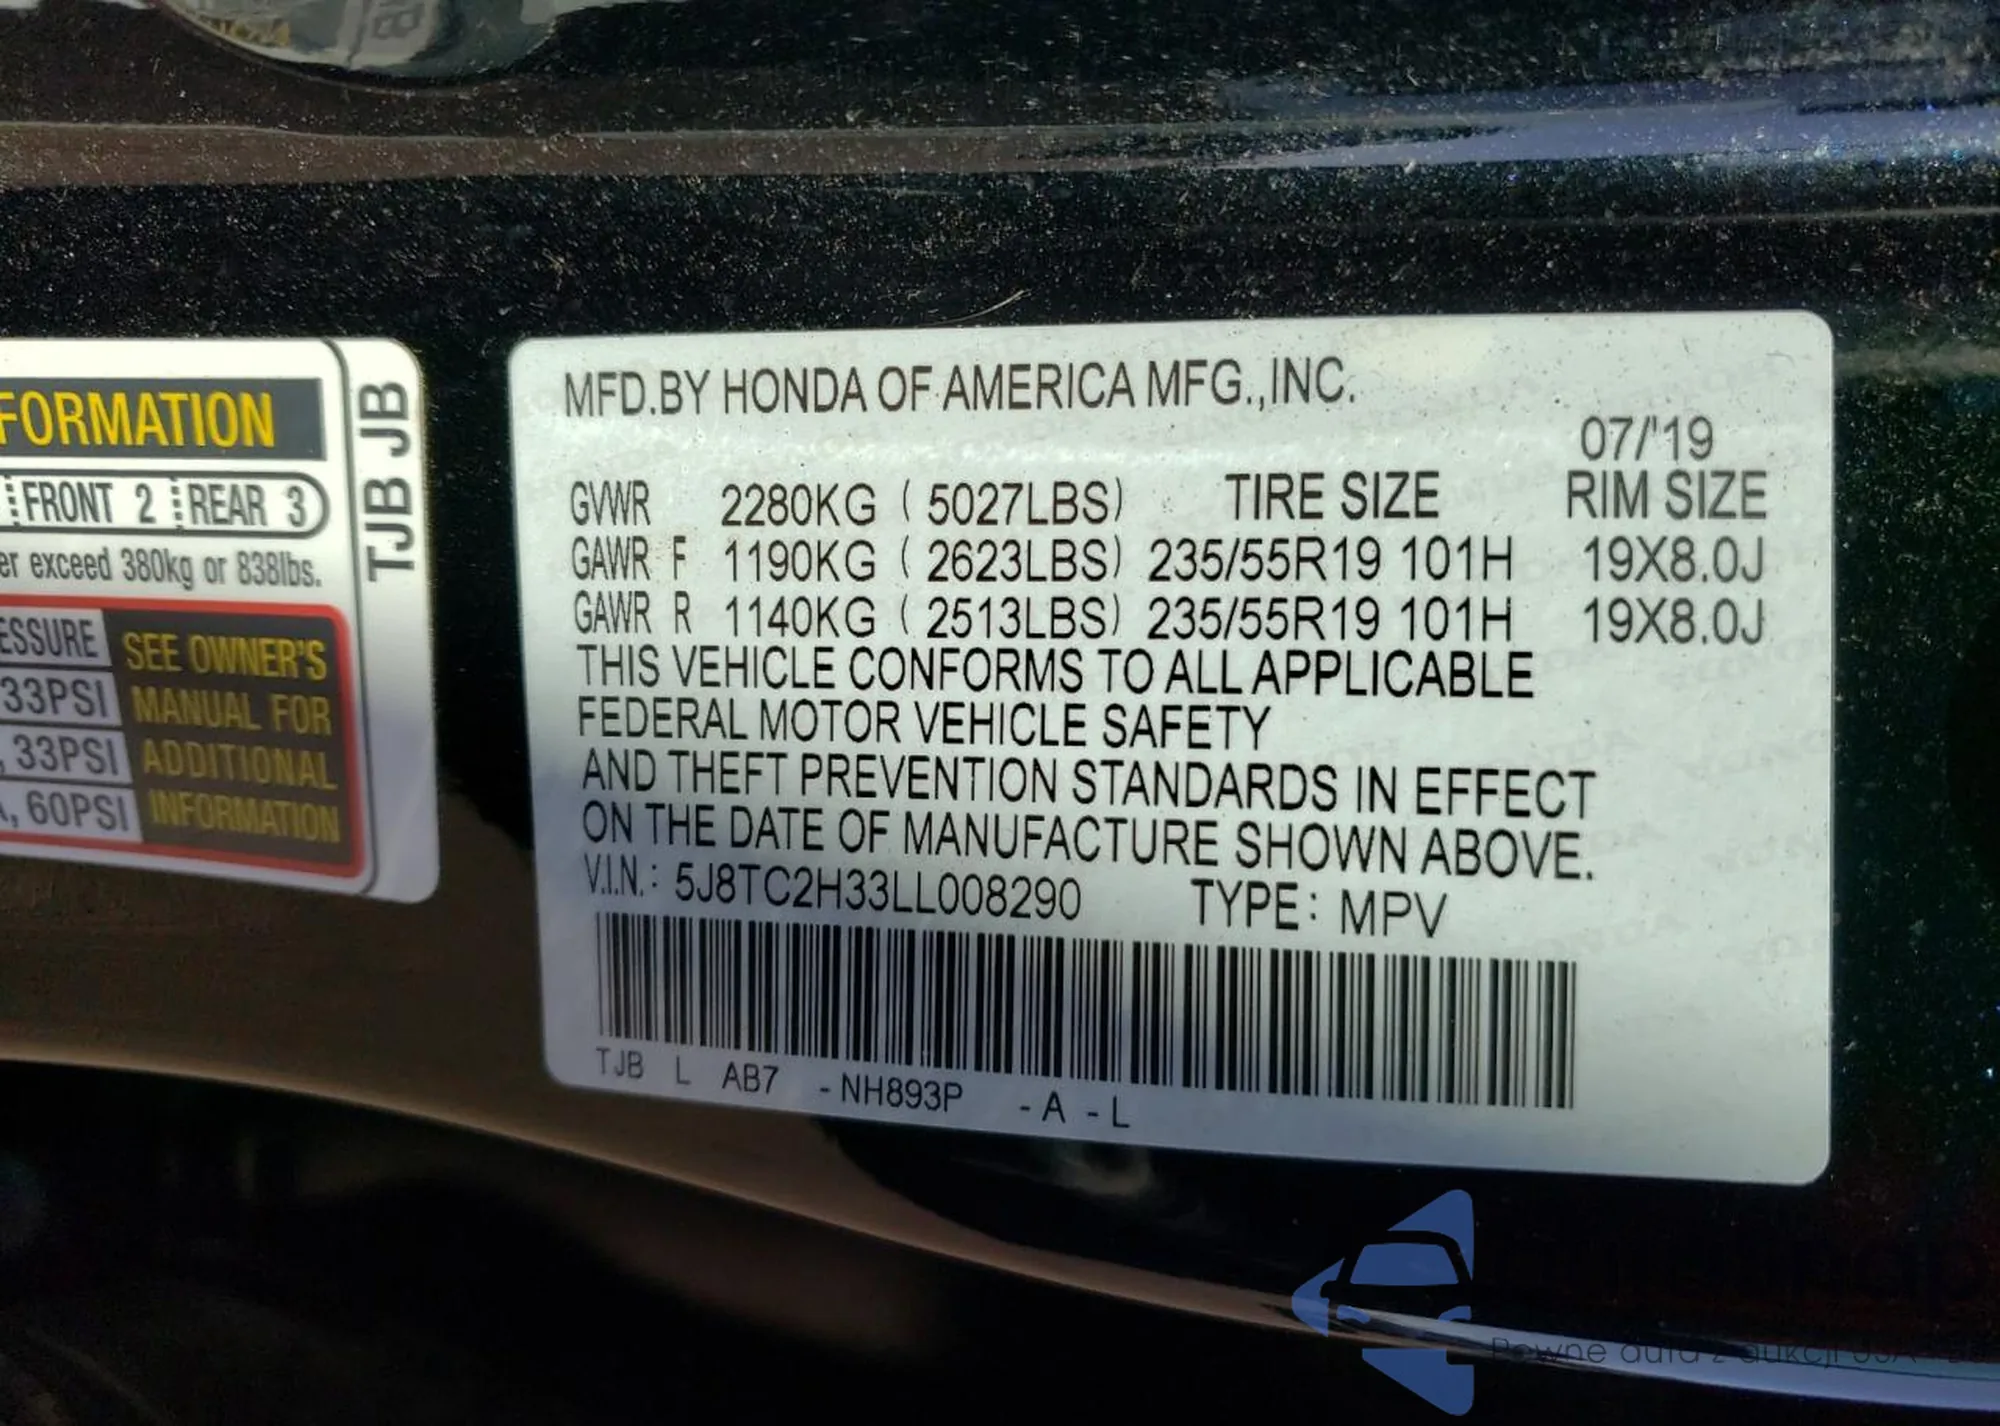 FORMATION
FRONT 2 REAR 3
er exceed 380kg or 838lbs.
ESSURE
33PSI
, 33PSI
, 60PSI
SEE OWNER'S
MANUAL FOR
ADDITIONAL
INFORMATION
TJB JB
MFD.BY HONDA OF AMERICA MFG.,INC.
07/'19
GVWR 2280KG ( 5027LBS) TIRE SIZE RIM SIZE
GAWR F 1190KG ( 2623LBS) 235/55R19 101H 19X8.0J
GAWR R 1140KG ( 2513LBS) 235/55R19 101H 19X8.0J
THIS VEHICLE CONFORMS TO ALL APPLICABLE
FEDERAL MOTOR VEHICLE SAFETY
AND THEFT PREVENTION STANDARDS IN EFFECT
ON THE DATE OF MANUFACTURE SHOWN ABOVE.
V.I.N.: 5J8TC2H33LL008290 TYPE: MPV
TJB L AB7 -NH893P -A -L
Pewne auta z aukcji USA